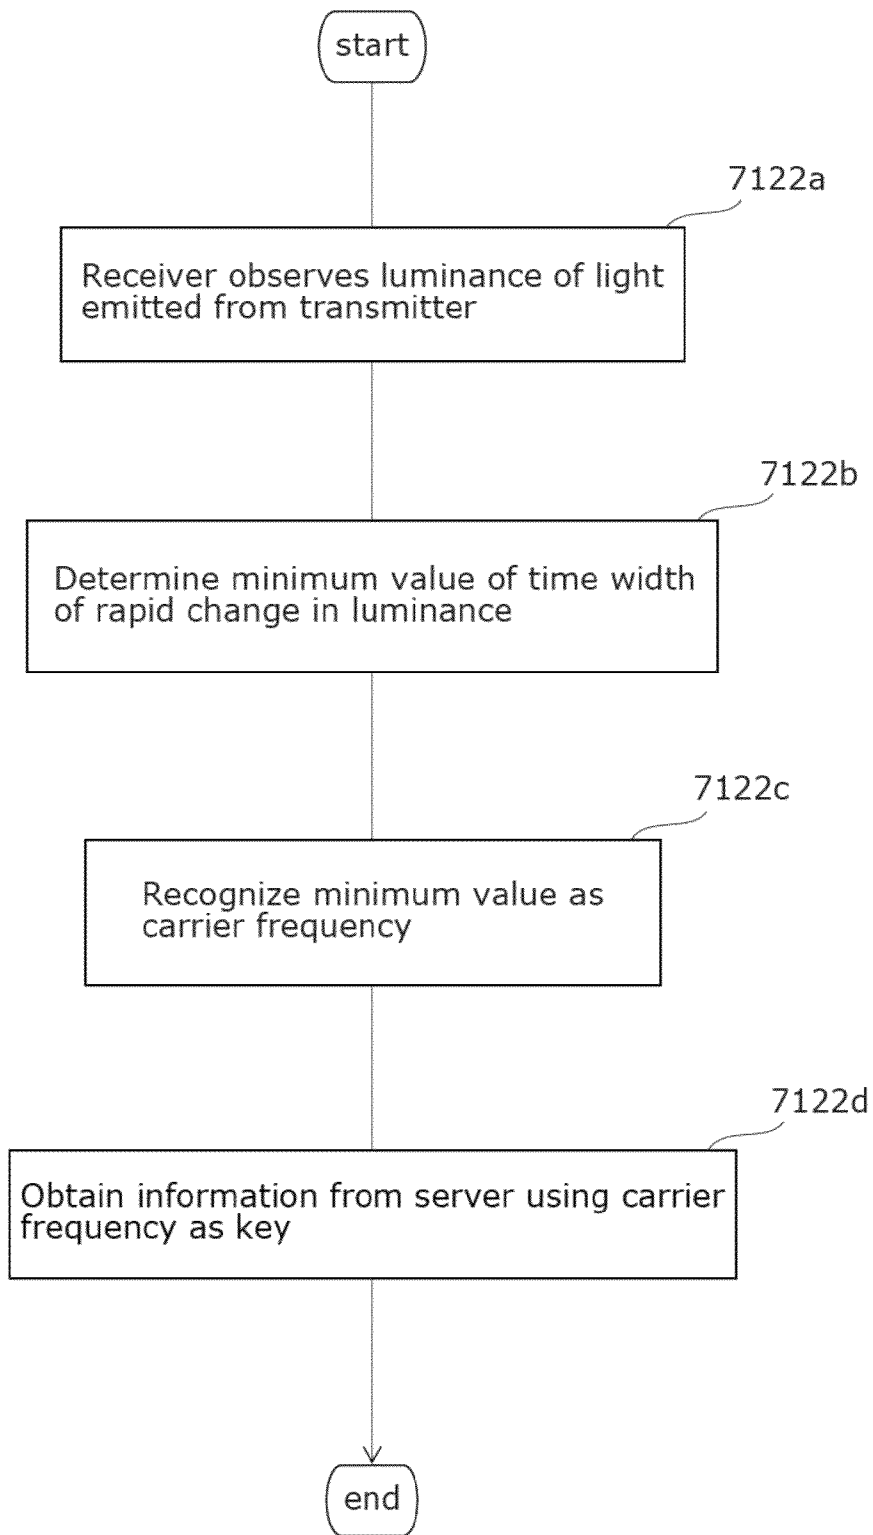 start
7122a
Receiver observes luminance of light
emitted from transmitter
7122b
Determine minimum value of time width
of rapid change in luminance
7122c
Recognize minimum value as
carrier frequency
7122d
Obtain information from server using carrier
frequency as key
end